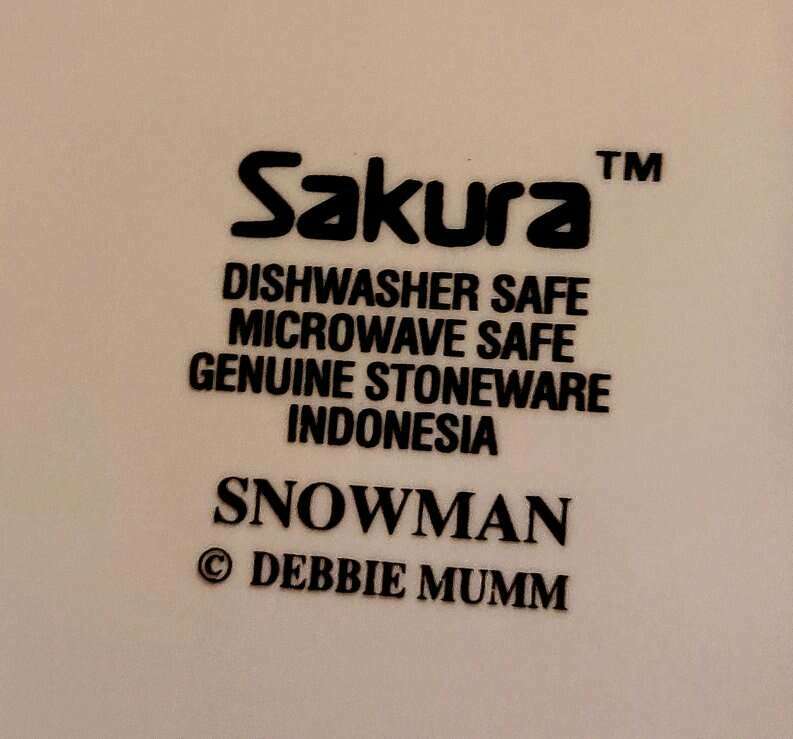 Sakura™
DISHWASHER SAFE
MICROWAVE SAFE
GENUINE STONEWARE
INDONESIA
SNOWMAN
© DEBBIE MUMM